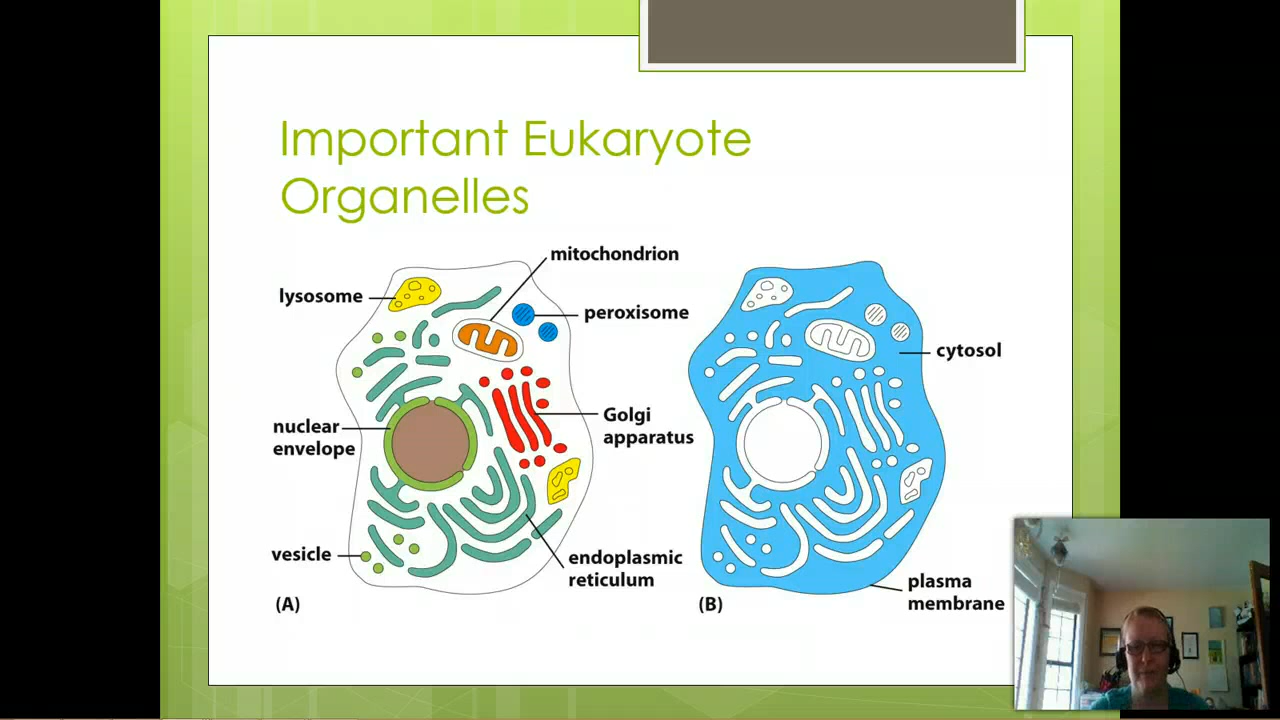 Important Eukaryote
Organelles
mitochondrion
lysosome
peroxisome
Golgi
apparatus
nuclear
envelope
vesicle
endoplasmic
reticulum
(A)
cytosol
plasma
membrane
(B)